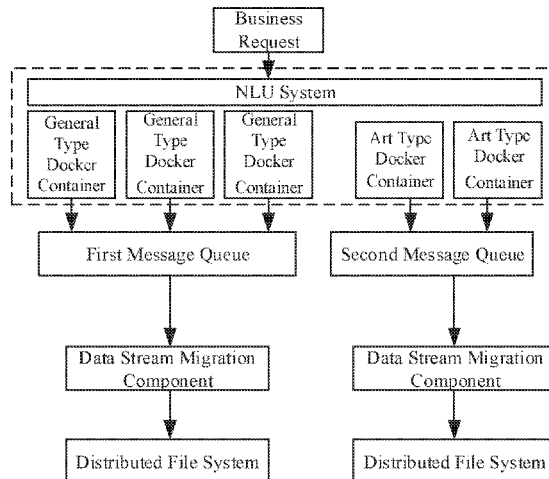 Business
Request
NLU System
General
Type
Docker
Container
General
Type
Docker
Container
General
Type
Docker
Container
Art Type
Docker
Container
Art Type
Docker
Container
First Message Queue
Second Message Queue
Data Stream Migration
Component
Data Stream Migration
Component
Distributed File System
Distributed File System